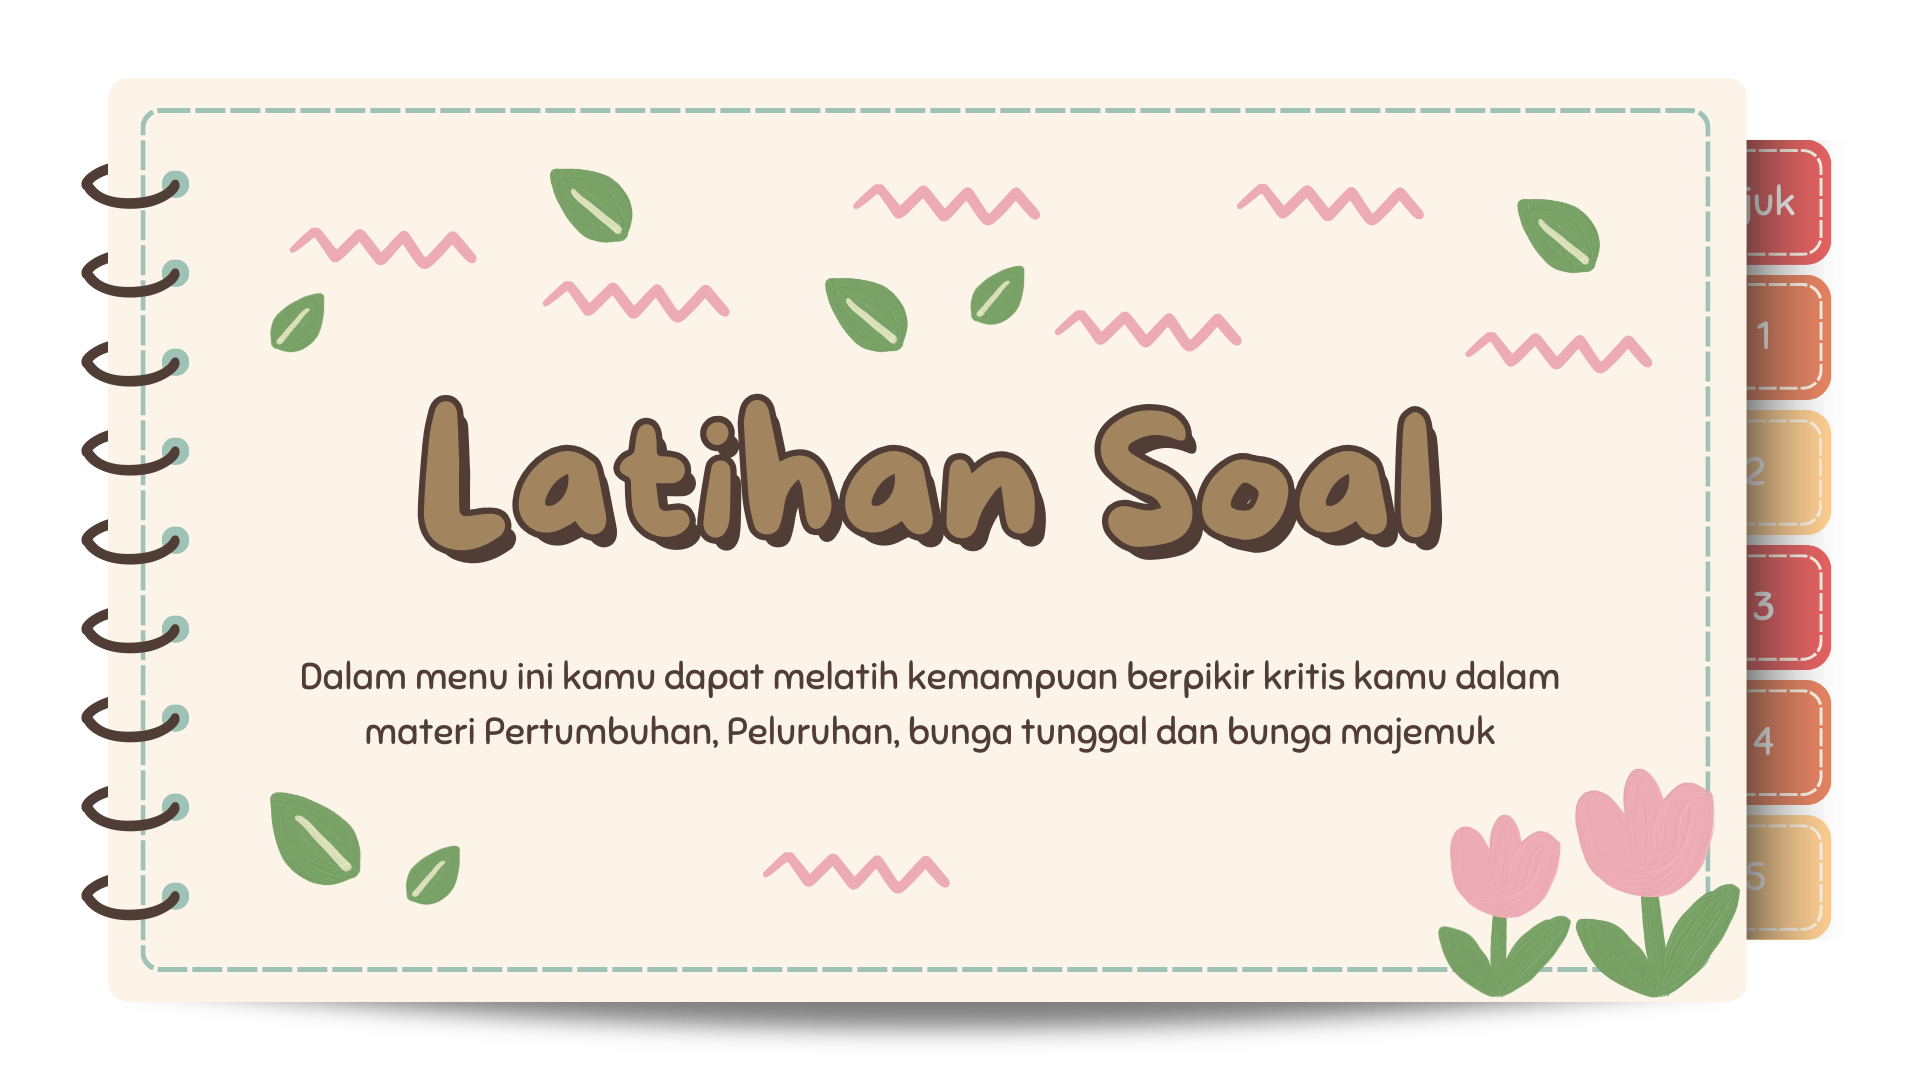 Latihan Soal
Dalam menu ini kamu dapat melatih kemampuan berpikir kritis kamu dalam
materi Pertumbuhan, Peluruhan, bunga tunggal dan bunga majemuk
juk
1
2
3
4
5